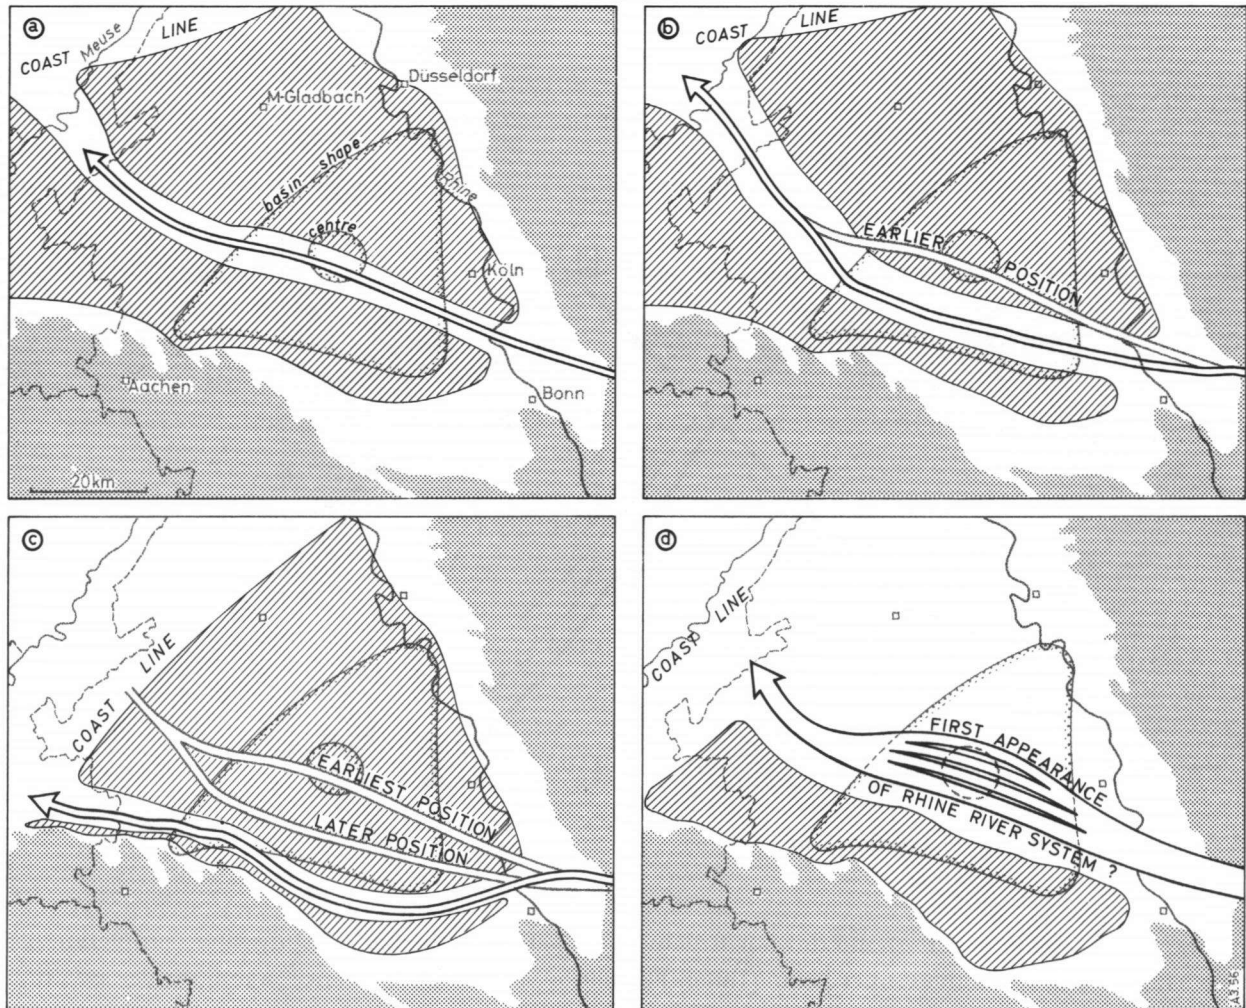 a
COAST
Meuse
LINE
Düsseldorf
M-Gladbach
basin shape
Rhine
centre
Köln
Aachen
Bonn
20km
b
COAST LINE
EARLIER
POSITION
c
COAST LINE
EARLIEST POSITION
LATER POSITION
d
COAST LINE
FIRST APPEARANCE
OF RHINE RIVER SYSTEM ?